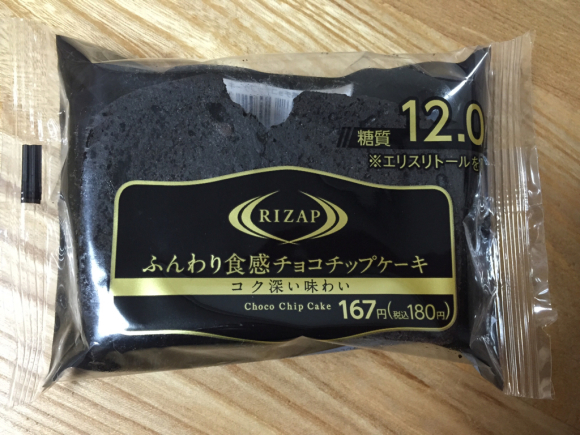 糖質 12.0
※エリスリトールを
RIZAP
ふんわり食感チョコチップケーキ
コク深い味わい
Choco Chip Cake 167円(税込180円)